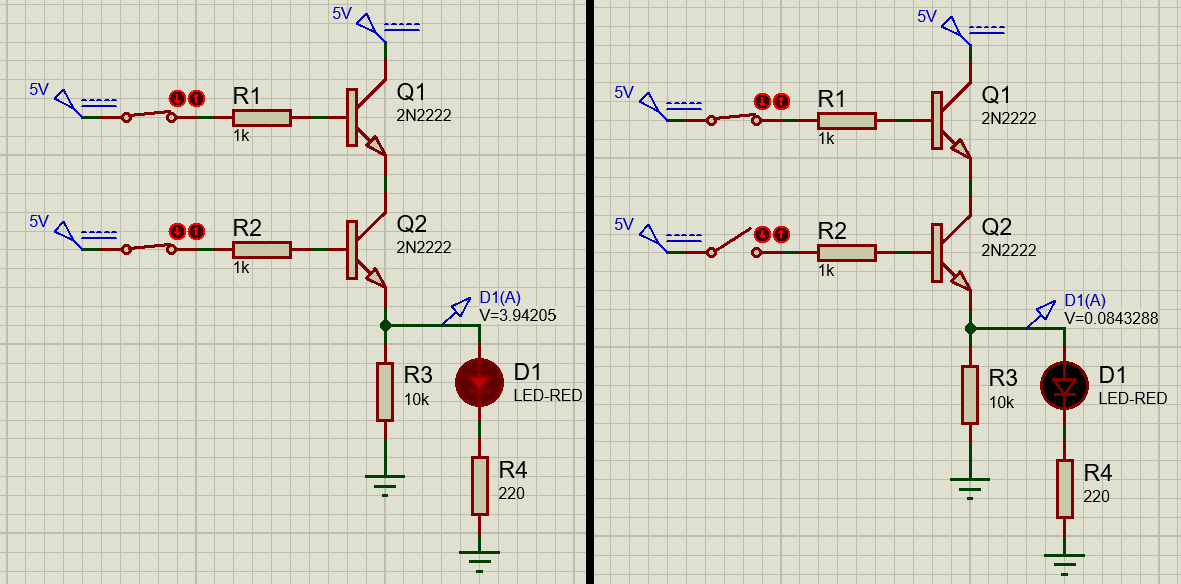 5V
5V
R1
1k
Q1
2N2222
5V
R2
1k
Q2
2N2222
D1(A)
V=3.94205
R3
10k
D1
LED-RED
R4
220
5V
5V
R1
1k
Q1
2N2222
5V
R2
1k
Q2
2N2222
D1(A)
V=0.0843288
R3
10k
D1
LED-RED
R4
220